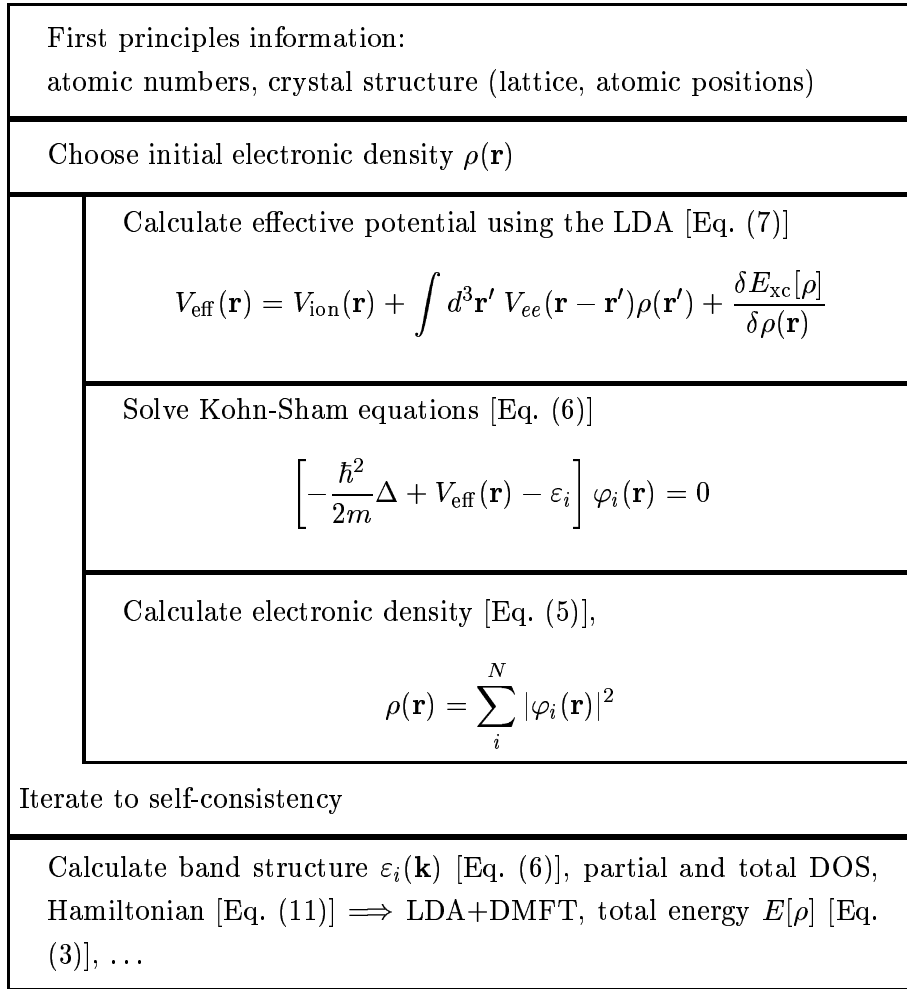 First principles information:
atomic numbers, crystal structure (lattice, atomic positions)
Choose initial electronic density ρ(𝐫)
Calculate effective potential using the LDA [Eq. (7)]
V_eff(𝐫) = V_ion(𝐫) + ∫ d³𝐫′ V_ee(𝐫 − 𝐫′)ρ(𝐫′) + δE_xc[ρ]/δρ(𝐫)
Solve Kohn-Sham equations [Eq. (6)]
[−ħ²/2m Δ + V_eff(𝐫) − ε_i] φ_i(𝐫) = 0
Calculate electronic density [Eq. (5)],
ρ(𝐫) = ∑_i^N |φ_i(𝐫)|²
Iterate to self-consistency
Calculate band structure ε_i(𝐤) [Eq. (6)], partial and total DOS,
Hamiltonian [Eq. (11)] ⟹ LDA+DMFT, total energy E[ρ] [Eq.
(3)], …